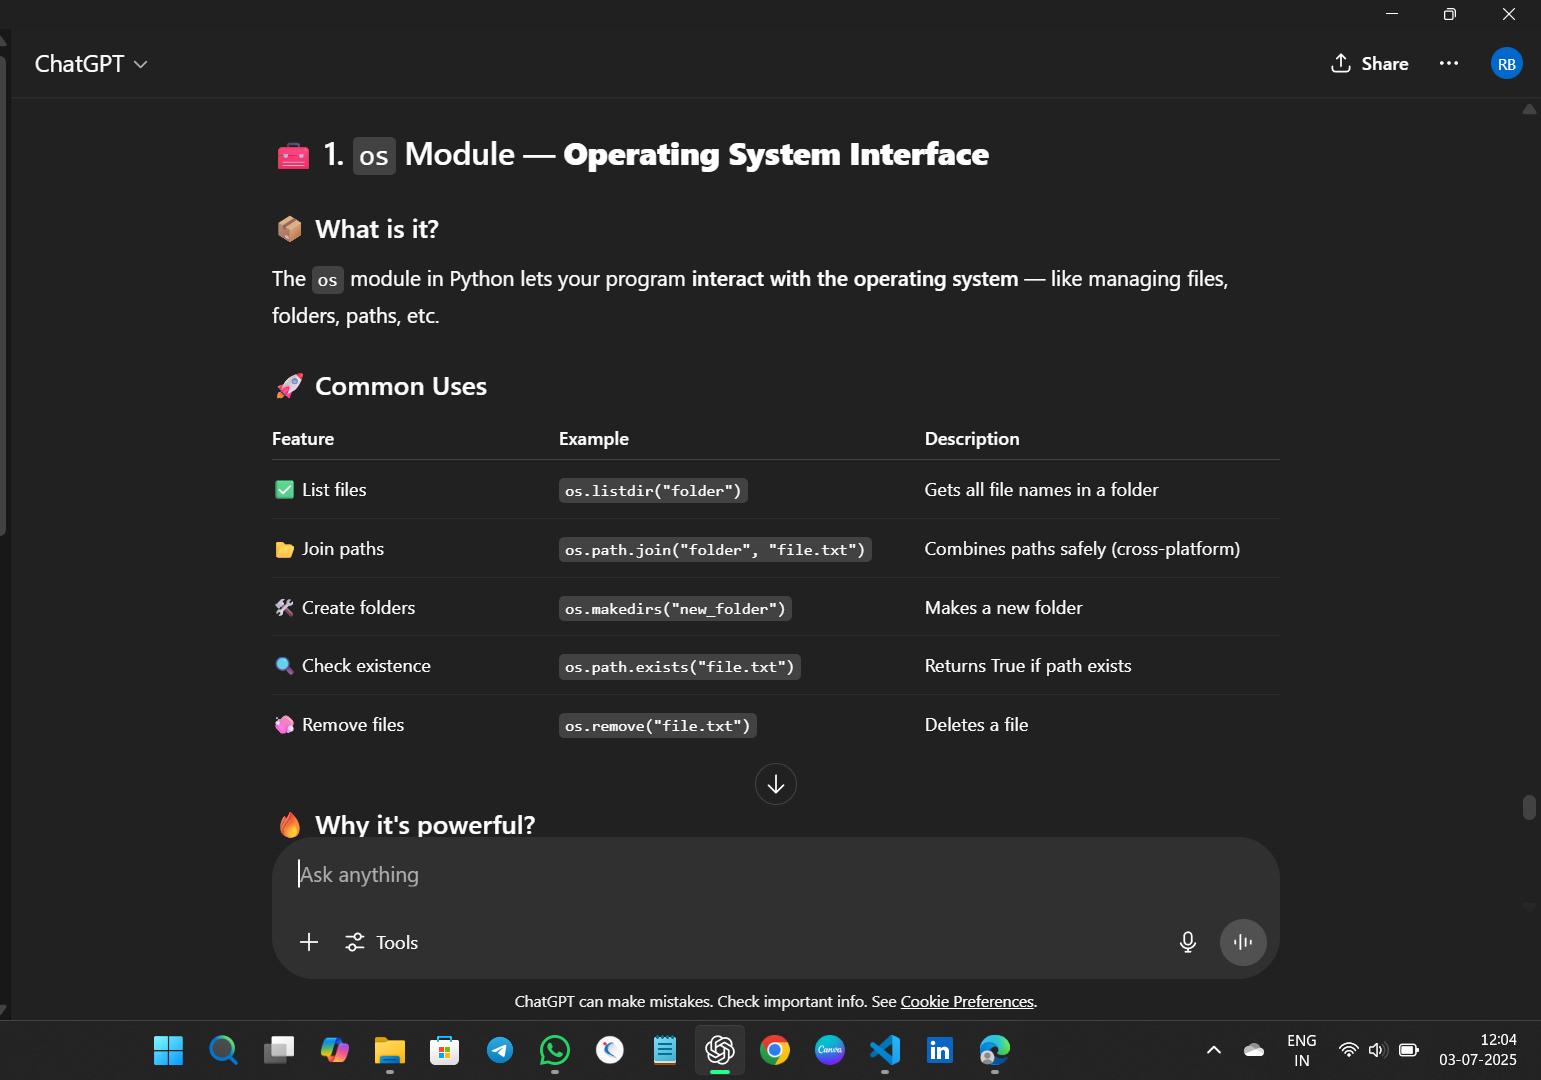 ChatGPT
Share
RB
1. os Module — Operating System Interface
What is it?
The os module in Python lets your program interact with the operating system — like managing files,
folders, paths, etc.
Common Uses
Feature Example Description
List files os.listdir("folder") Gets all file names in a folder
Join paths os.path.join("folder", "file.txt") Combines paths safely (cross-platform)
Create folders os.makedirs("new_folder") Makes a new folder
Check existence os.path.exists("file.txt") Returns True if path exists
Remove files os.remove("file.txt") Deletes a file
Why it's powerful?
Ask anything
Tools
ChatGPT can make mistakes. Check important info. See Cookie Preferences.
Canva
in
ENG
IN
12:04
03-07-2025